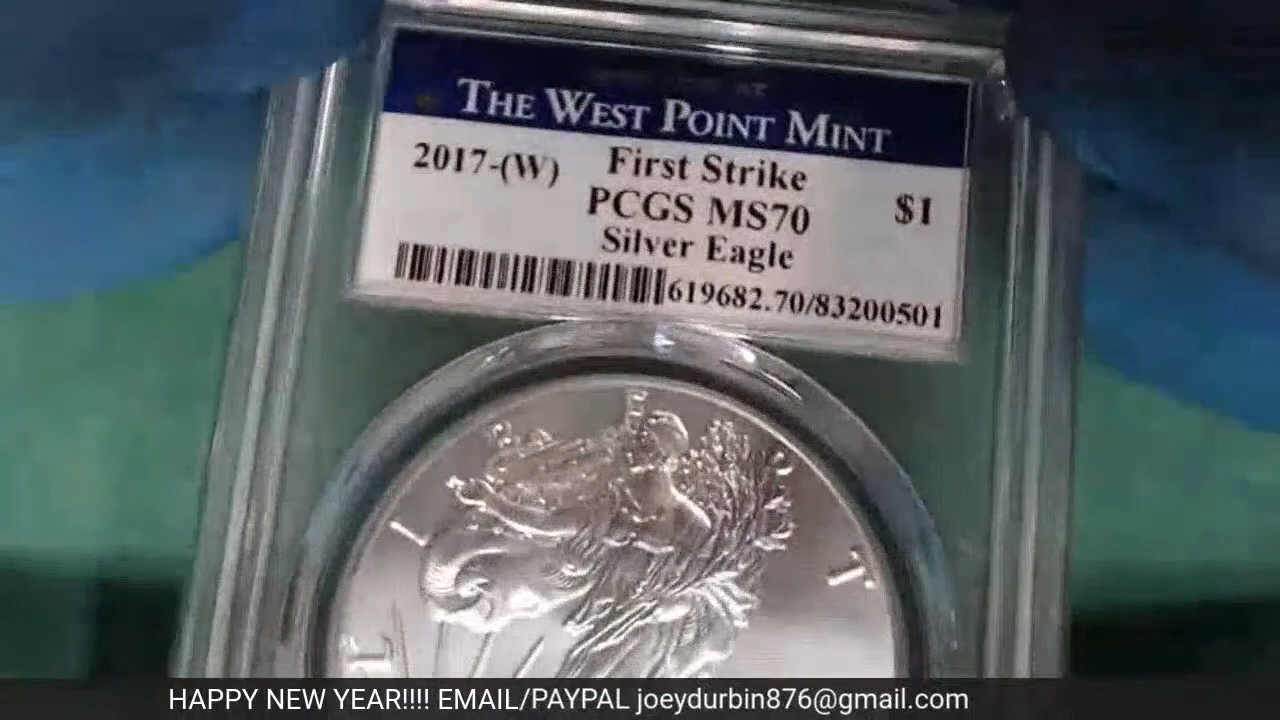 THE WEST POINT MINT
2017-(W) First Strike $1
PCGS MS70
Silver Eagle
619682.70/83200501
L
T
HAPPY NEW YEAR!!!! EMAIL/PAYPAL joeydurbin876@gmail.com